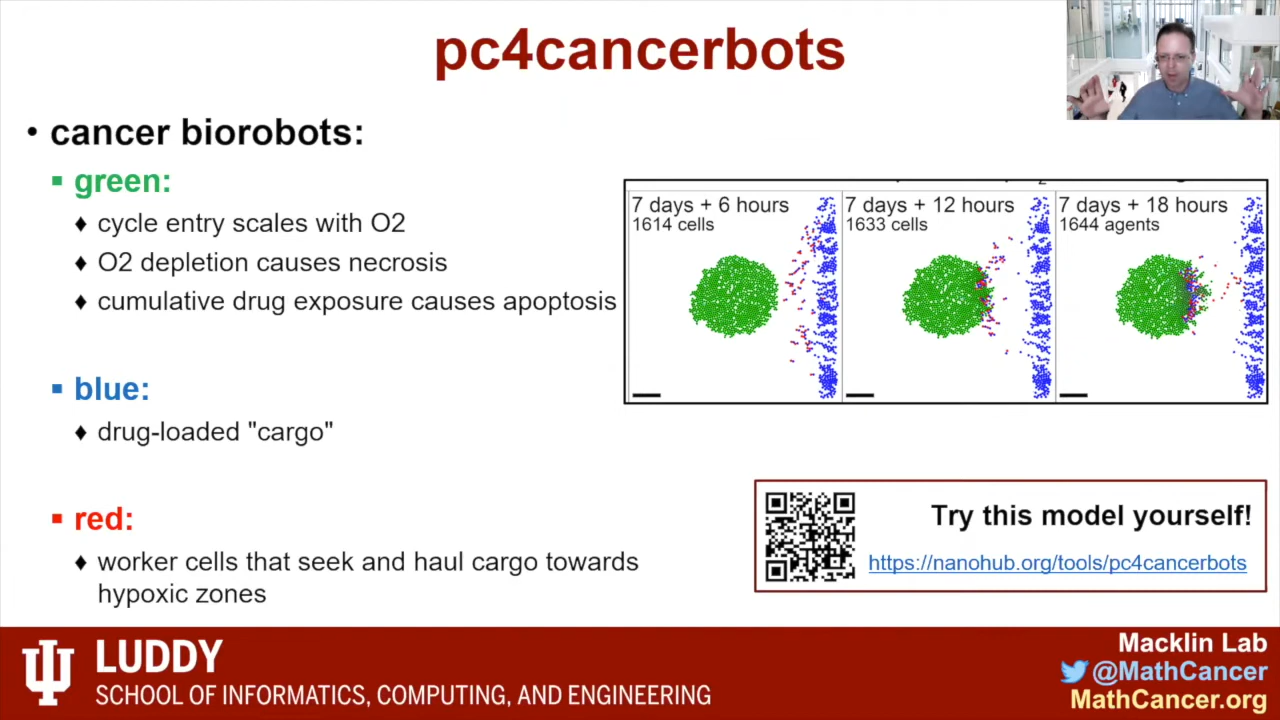 pc4cancerbots
• cancer biorobots:
▪ green:
♦ cycle entry scales with O2
♦ O2 depletion causes necrosis
♦ cumulative drug exposure causes apoptosis
▪ blue:
♦ drug-loaded "cargo"
▪ red:
♦ worker cells that seek and haul cargo towards
hypoxic zones
7 days + 6 hours
1614 cells
7 days + 12 hours
1633 cells
7 days + 18 hours
1644 agents
Try this model yourself!
https://nanohub.org/tools/pc4cancerbots
LUDDY
SCHOOL OF INFORMATICS, COMPUTING, AND ENGINEERING
Macklin Lab
@MathCancer
MathCancer.org